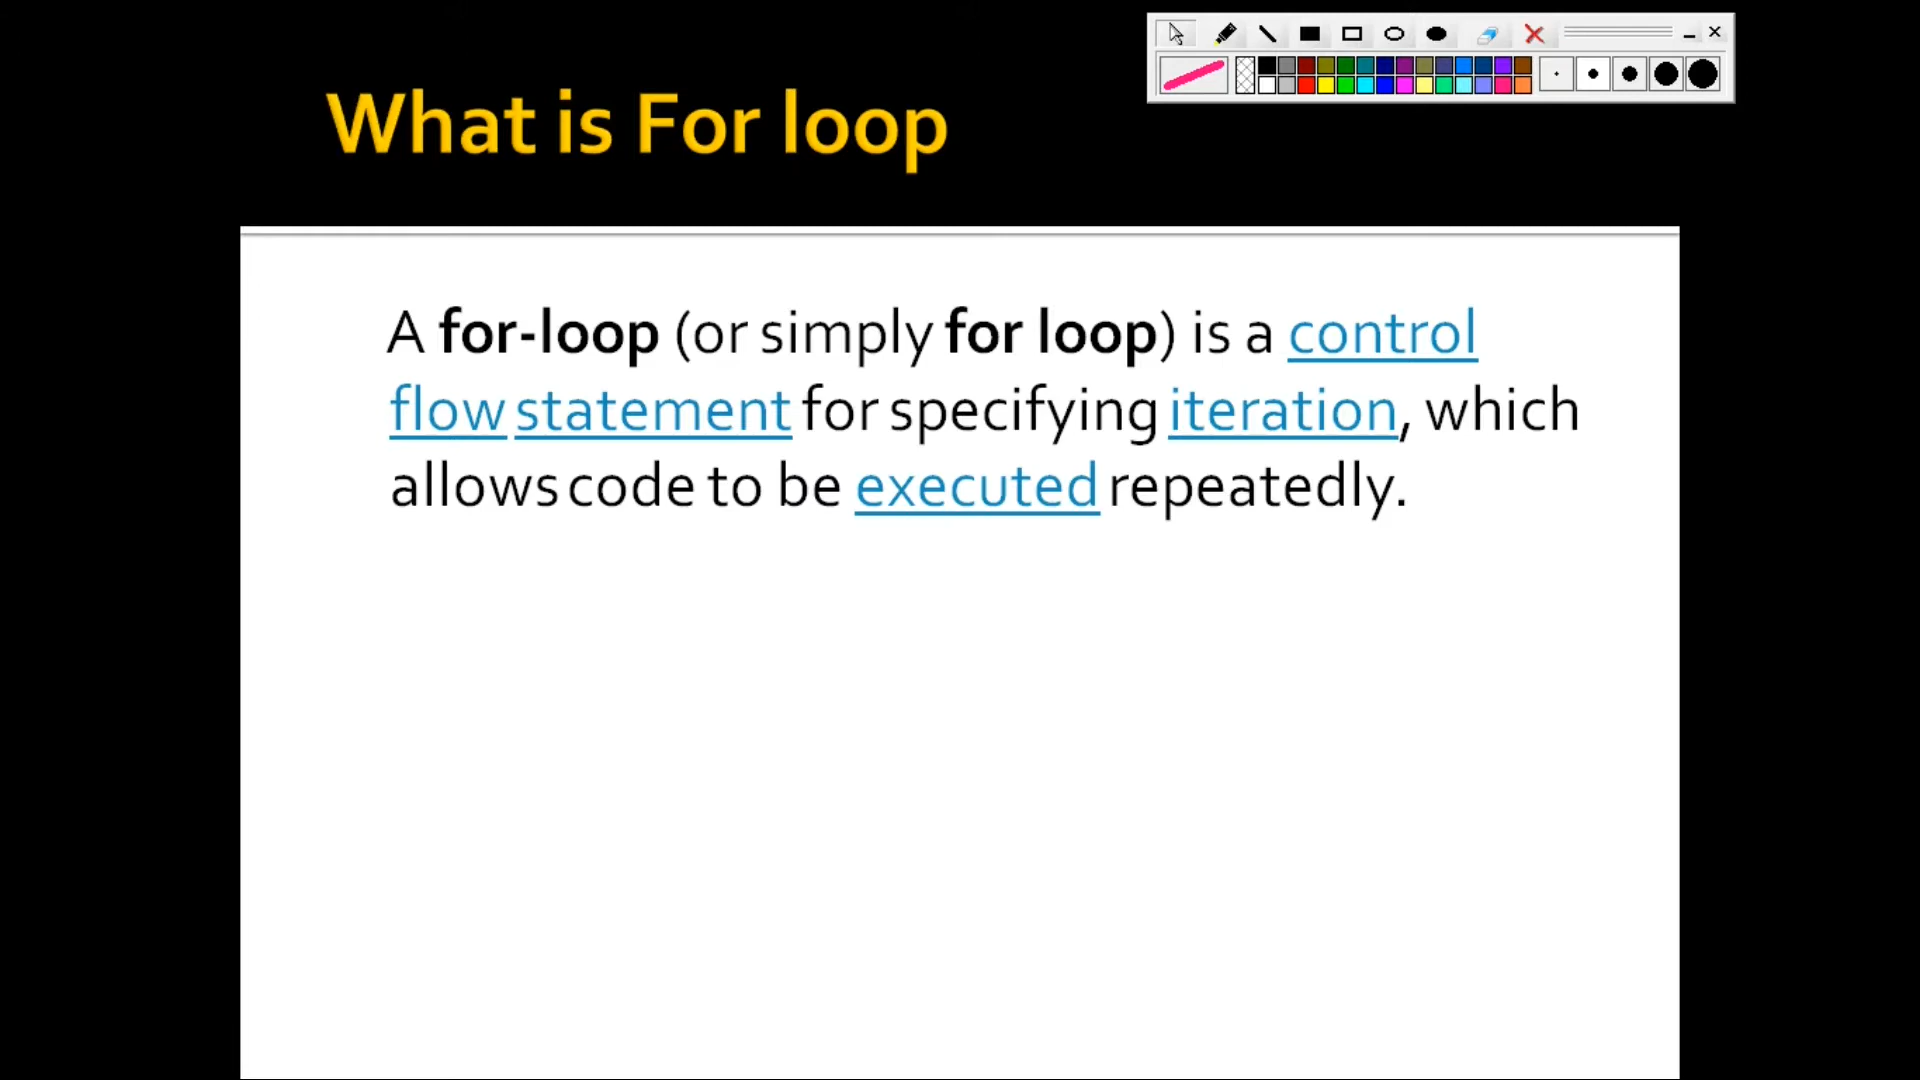 What is For loop
A for-loop (or simply for loop) is a control
flow statement for specifying iteration, which
allows code to be executed repeatedly.